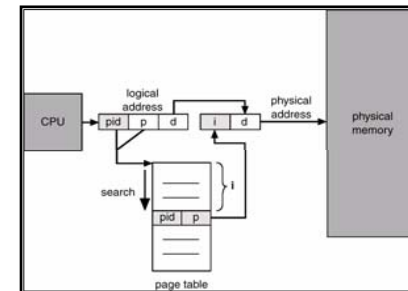 logical
address
CPU
pid p d
i d
physical
address
physical
memory
search
i
pid p
page table